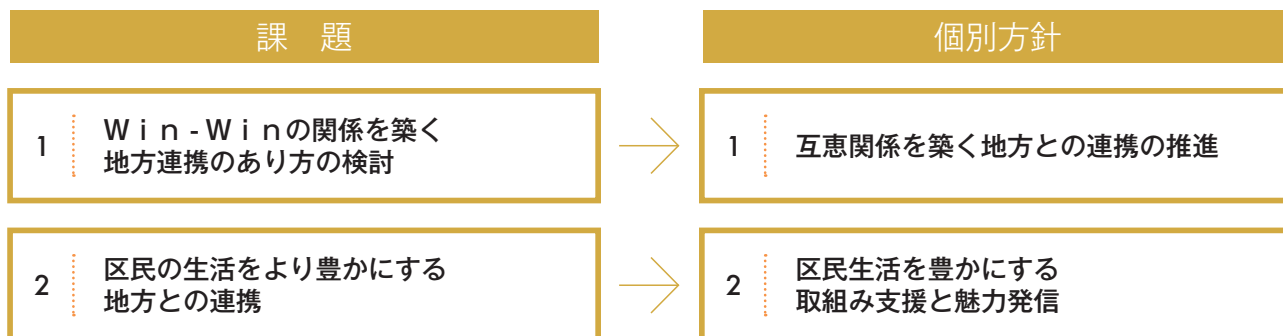 課　題
個別方針
1
Ｗｉｎ-Ｗｉｎの関係を築く
地方連携のあり方の検討
1
互恵関係を築く地方との連携の推進
2
区民の生活をより豊かにする
地方との連携
2
区民生活を豊かにする
取組み支援と魅力発信